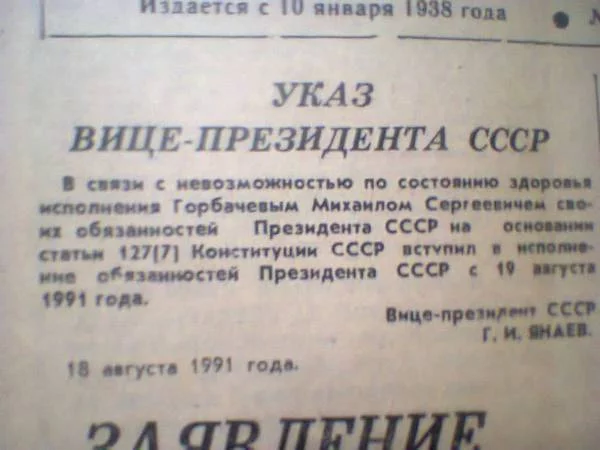 Издается с 10 января 1938 года ● №
УКАЗ
ВИЦЕ-ПРЕЗИДЕНТА СССР
В связи с невозможностью по состоянию здоровья
исполнения Горбачевым Михаилом Сергеевичем сво-
их обязанностей Президента СССР на основании
статьи 127(7) Конституции СССР вступил в исполне-
ние обязанностей Президента СССР с 19 августа
1991 года.
Вице-президент СССР
Г. И. ЯНАЕВ.
18 августа 1991 года.
ЗАЯВЛЕНИЕ